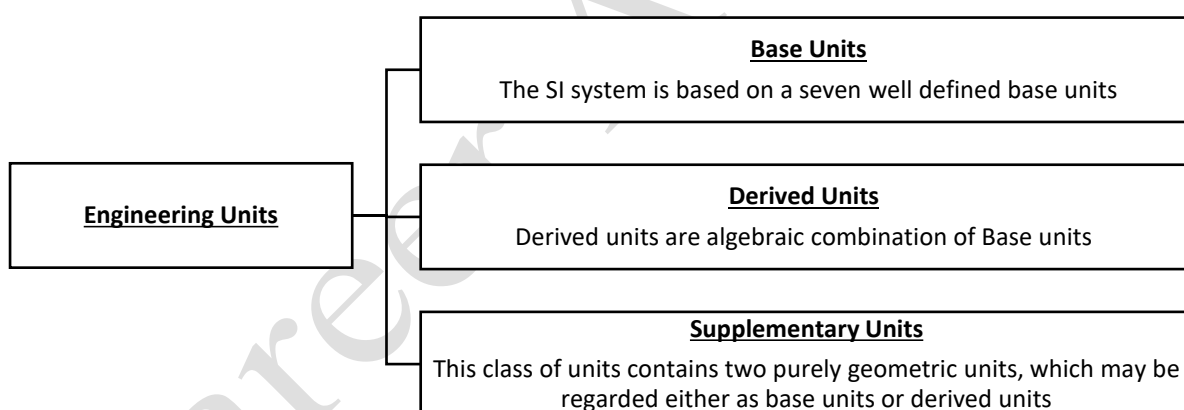 Base Units
The SI system is based on a seven well defined base units
Engineering Units
Derived Units
Derived units are algebraic combination of Base units
Supplementary Units
This class of units contains two purely geometric units, which may be
regarded either as base units or derived units